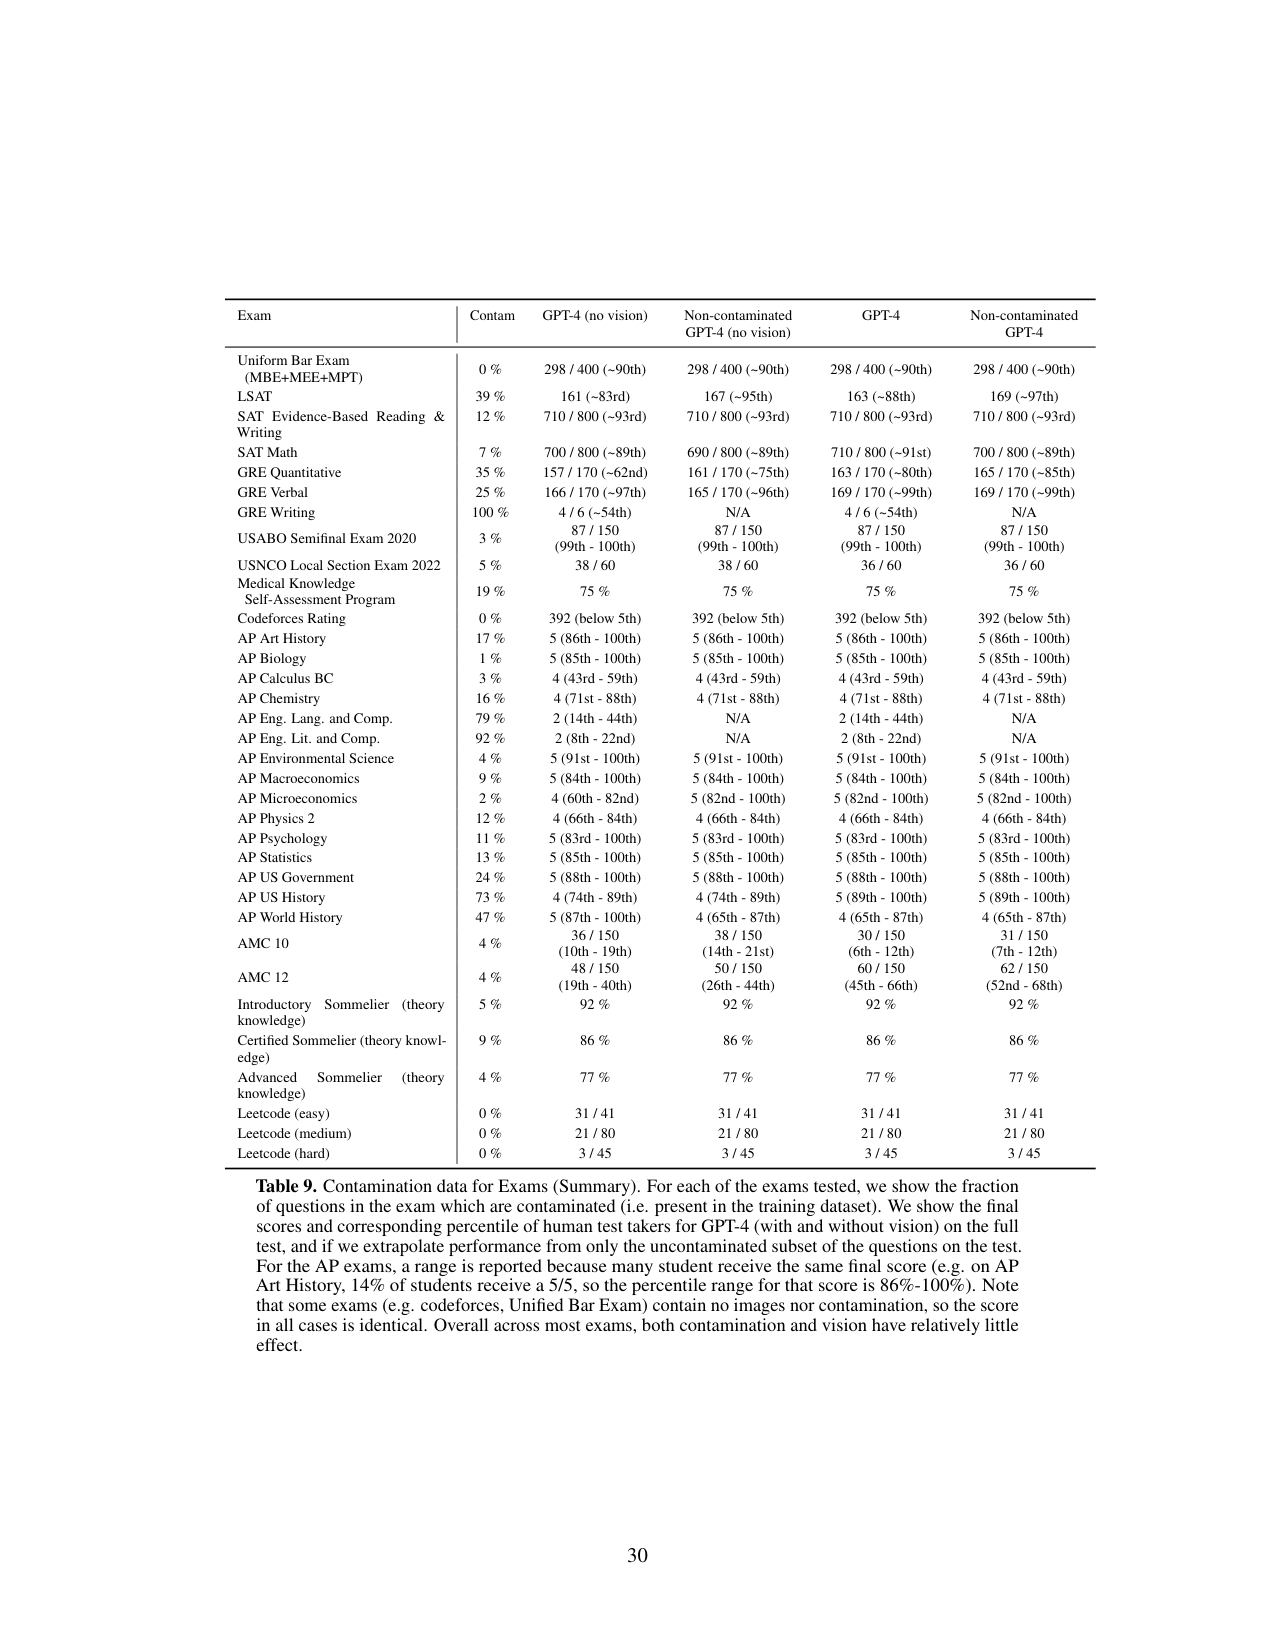 Exam Contam GPT-4 (no vision) Non-contaminated GPT-4 Non-contaminated
GPT-4 (no vision) GPT-4
Uniform Bar Exam
(MBE+MEE+MPT) 0 % 298 / 400 (~90th) 298 / 400 (~90th) 298 / 400 (~90th) 298 / 400 (~90th)
LSAT 39 % 161 (~83rd) 167 (~95th) 163 (~88th) 169 (~97th)
SAT Evidence-Based Reading & 12 % 710 / 800 (~93rd) 710 / 800 (~93rd) 710 / 800 (~93rd) 710 / 800 (~93rd)
Writing
SAT Math 7 % 700 / 800 (~89th) 690 / 800 (~89th) 710 / 800 (~91st) 700 / 800 (~89th)
GRE Quantitative 35 % 157 / 170 (~62nd) 161 / 170 (~75th) 163 / 170 (~80th) 165 / 170 (~85th)
GRE Verbal 25 % 166 / 170 (~97th) 165 / 170 (~96th) 169 / 170 (~99th) 169 / 170 (~99th)
GRE Writing 100 % 4 / 6 (~54th) N/A 4 / 6 (~54th) N/A
USABO Semifinal Exam 2020 3 % 87 / 150 87 / 150 87 / 150 87 / 150
(99th - 100th) (99th - 100th) (99th - 100th) (99th - 100th)
USNCO Local Section Exam 2022 5 % 38 / 60 38 / 60 36 / 60 36 / 60
Medical Knowledge
Self-Assessment Program 19 % 75 % 75 % 75 % 75 %
Codeforces Rating 0 % 392 (below 5th) 392 (below 5th) 392 (below 5th) 392 (below 5th)
AP Art History 17 % 5 (86th - 100th) 5 (86th - 100th) 5 (86th - 100th) 5 (86th - 100th)
AP Biology 1 % 5 (85th - 100th) 5 (85th - 100th) 5 (85th - 100th) 5 (85th - 100th)
AP Calculus BC 3 % 4 (43rd - 59th) 4 (43rd - 59th) 4 (43rd - 59th) 4 (43rd - 59th)
AP Chemistry 16 % 4 (71st - 88th) 4 (71st - 88th) 4 (71st - 88th) 4 (71st - 88th)
AP Eng. Lang. and Comp. 79 % 2 (14th - 44th) N/A 2 (14th - 44th) N/A
AP Eng. Lit. and Comp. 92 % 2 (8th - 22nd) N/A 2 (8th - 22nd) N/A
AP Environmental Science 4 % 5 (91st - 100th) 5 (91st - 100th) 5 (91st - 100th) 5 (91st - 100th)
AP Macroeconomics 9 % 5 (84th - 100th) 5 (84th - 100th) 5 (84th - 100th) 5 (84th - 100th)
AP Microeconomics 2 % 4 (60th - 82nd) 5 (82nd - 100th) 5 (82nd - 100th) 5 (82nd - 100th)
AP Physics 2 12 % 4 (66th - 84th) 4 (66th - 84th) 4 (66th - 84th) 4 (66th - 84th)
AP Psychology 11 % 5 (83rd - 100th) 5 (83rd - 100th) 5 (83rd - 100th) 5 (83rd - 100th)
AP Statistics 13 % 5 (85th - 100th) 5 (85th - 100th) 5 (85th - 100th) 5 (85th - 100th)
AP US Government 24 % 5 (88th - 100th) 5 (88th - 100th) 5 (88th - 100th) 5 (88th - 100th)
AP US History 73 % 4 (74th - 89th) 4 (74th - 89th) 5 (89th - 100th) 5 (89th - 100th)
AP World History 47 % 5 (87th - 100th) 4 (65th - 87th) 4 (65th - 87th) 4 (65th - 87th)
AMC 10 4 % 36 / 150 38 / 150 30 / 150 31 / 150
(10th - 19th) (14th - 21st) (6th - 12th) (7th - 12th)
AMC 12 4 % 48 / 150 50 / 150 60 / 150 62 / 150
(19th - 40th) (26th - 44th) (45th - 66th) (52nd - 68th)
Introductory Sommelier (theory 5 % 92 % 92 % 92 % 92 %
knowledge)
Certified Sommelier (theory knowl- 9 % 86 % 86 % 86 % 86 %
edge)
Advanced Sommelier (theory 4 % 77 % 77 % 77 % 77 %
knowledge)
Leetcode (easy) 0 % 31 / 41 31 / 41 31 / 41 31 / 41
Leetcode (medium) 0 % 21 / 80 21 / 80 21 / 80 21 / 80
Leetcode (hard) 0 % 3 / 45 3 / 45 3 / 45 3 / 45
Table 9. Contamination data for Exams (Summary). For each of the exams tested, we show the fraction
of questions in the exam which are contaminated (i.e. present in the training dataset). We show the final
scores and corresponding percentile of human test takers for GPT-4 (with and without vision) on the full
test, and if we extrapolate performance from only the uncontaminated subset of the questions on the test.
For the AP exams, a range is reported because many student receive the same final score (e.g. on AP
Art History, 14% of students receive a 5/5, so the percentile range for that score is 86%-100%). Note
that some exams (e.g. codeforces, Unified Bar Exam) contain no images nor contamination, so the score
in all cases is identical. Overall across most exams, both contamination and vision have relatively little
effect.
30